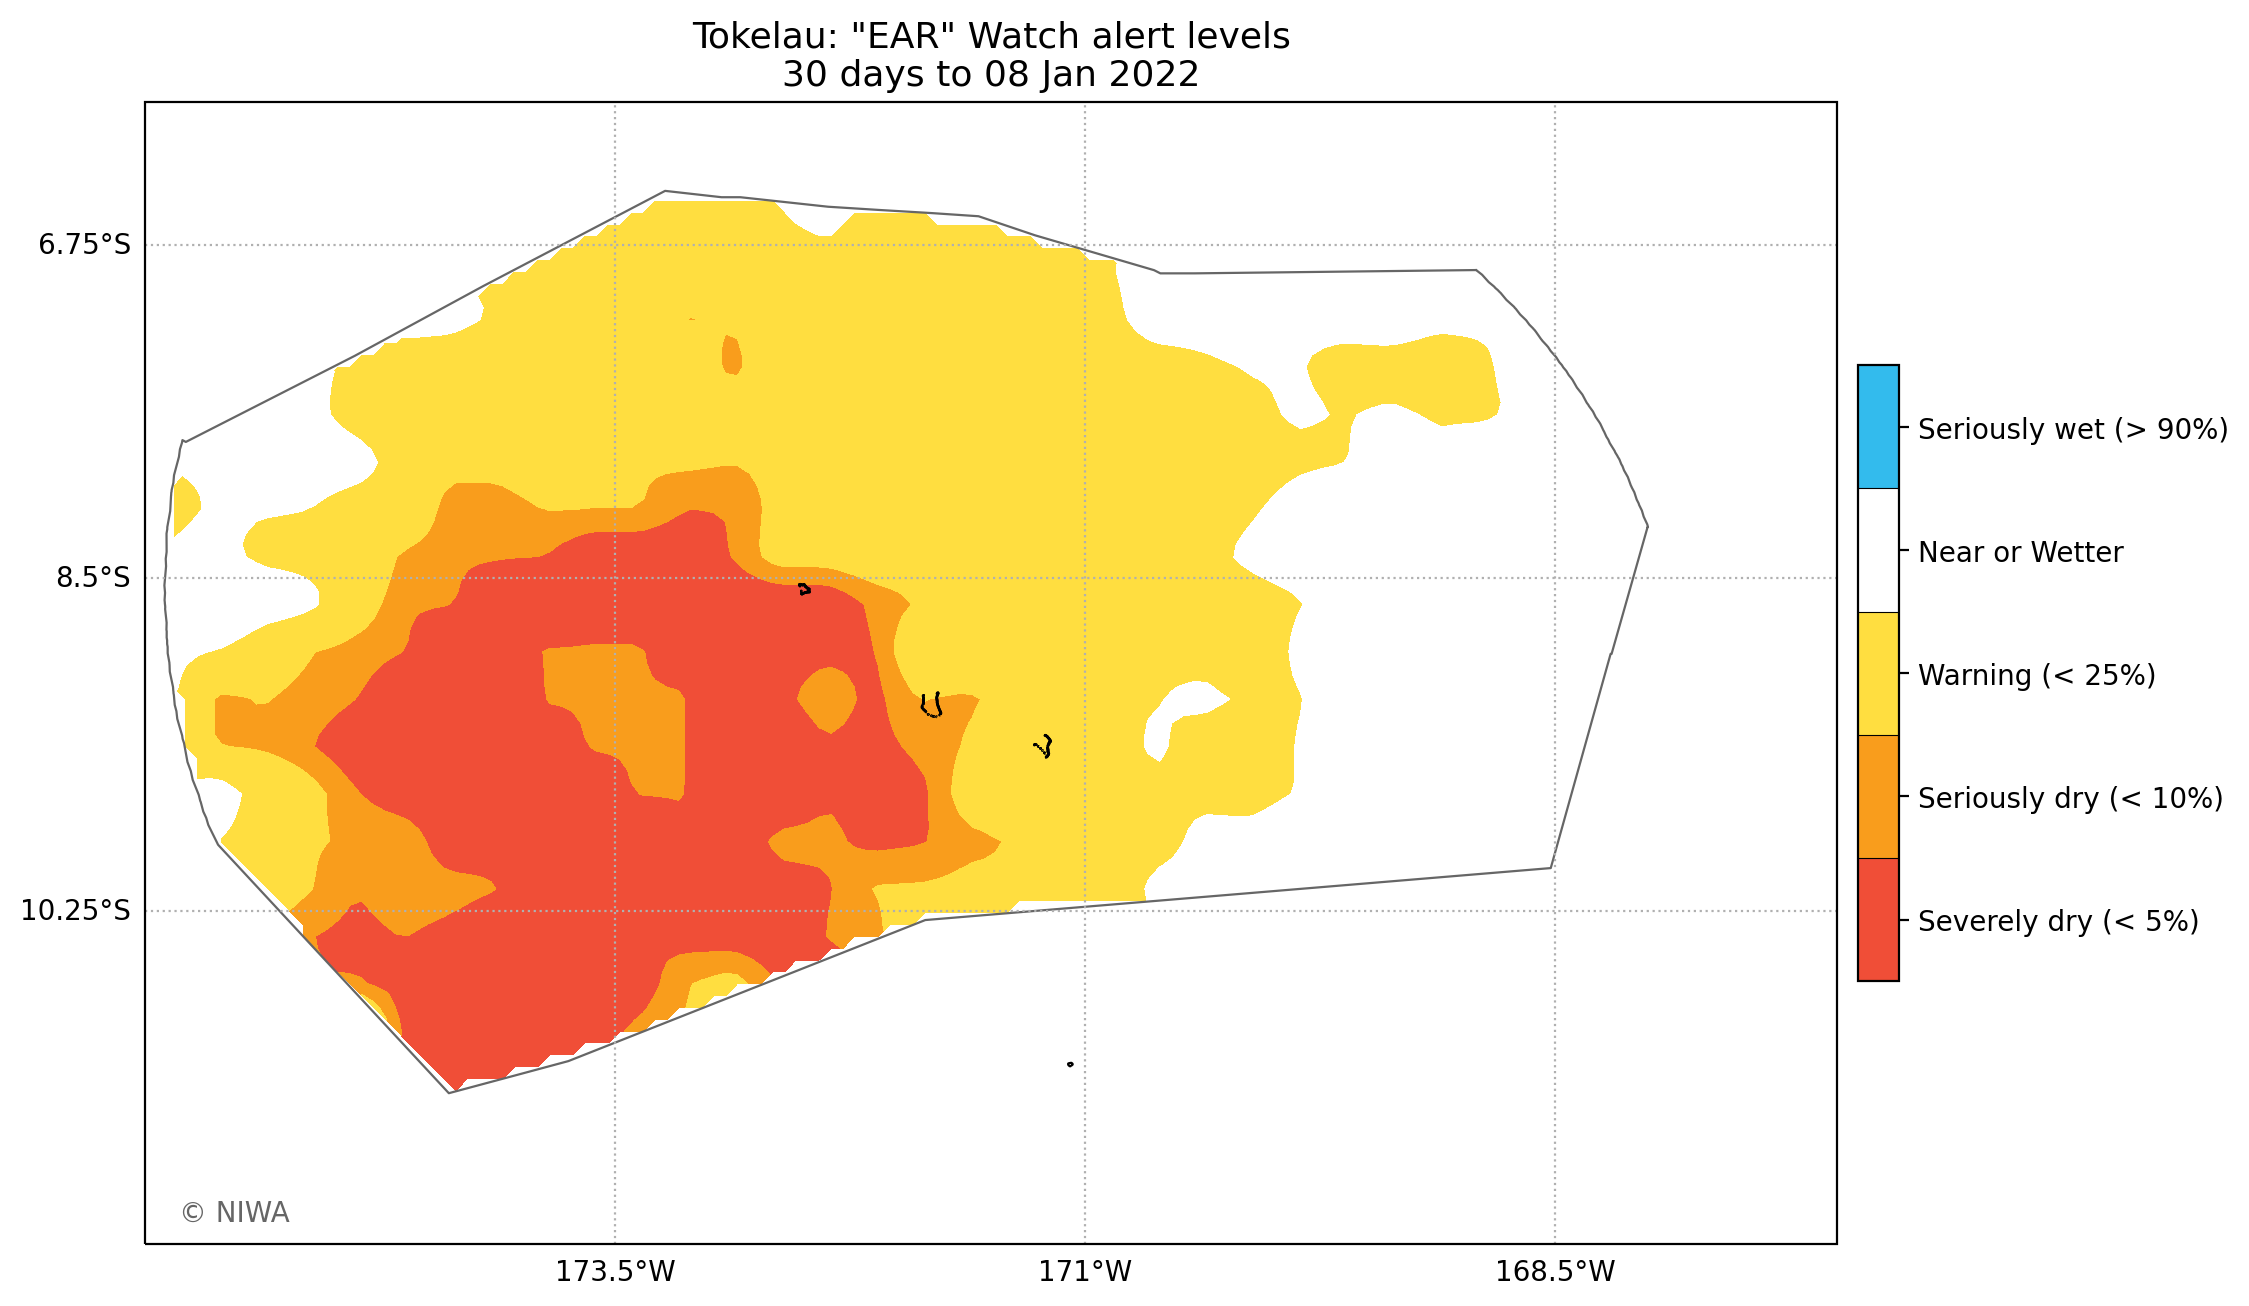 Tokelau: "EAR" Watch alert levels
30 days to 08 Jan 2022
6.75°S
8.5°S
10.25°S
173.5°W
171°W
168.5°W
Seriously wet (> 90%)
Near or Wetter
Warning (< 25%)
Seriously dry (< 10%)
Severely dry (< 5%)
© NIWA